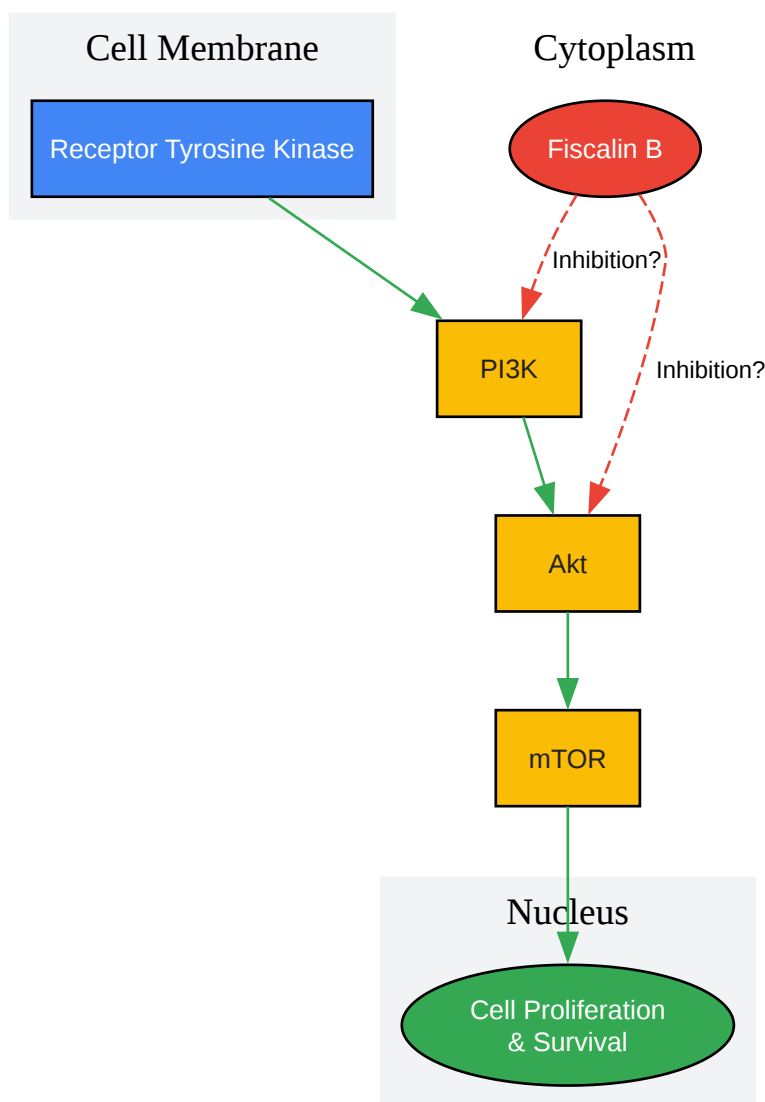 Cell Membrane
Cytoplasm
Receptor Tyrosine Kinase
Fiscalin B
Inhibition?
PI3K
Inhibition?
Akt
mTOR
Nucleus
Cell Proliferation
& Survival